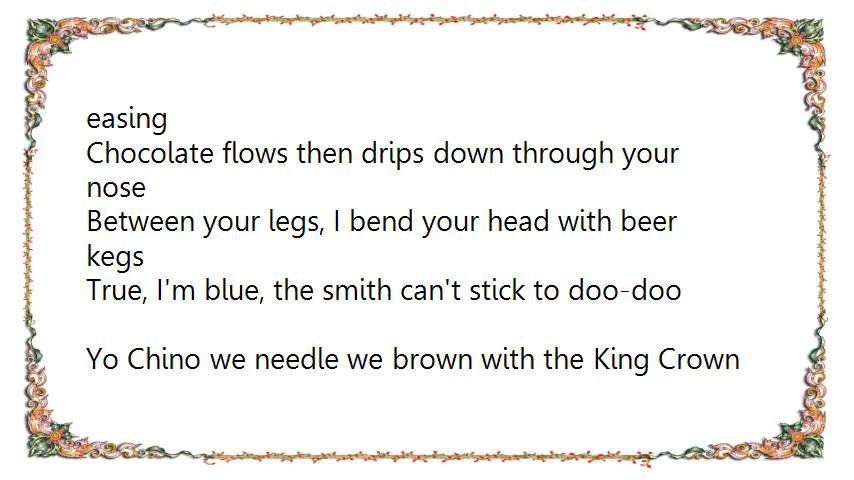 easing
Chocolate flows then drips down through your
nose
Between your legs, I bend your head with beer
kegs
True, I'm blue, the smith can't stick to doo-doo
Yo Chino we needle we brown with the King Crown